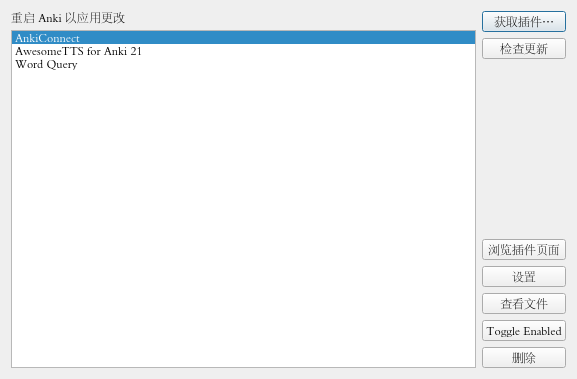 重启 Anki 以应用更改
AnkiConnect
AwesomeTTS for Anki 21
Word Query
获取插件…
检查更新
浏览插件页面
设置
查看文件
Toggle Enabled
删除